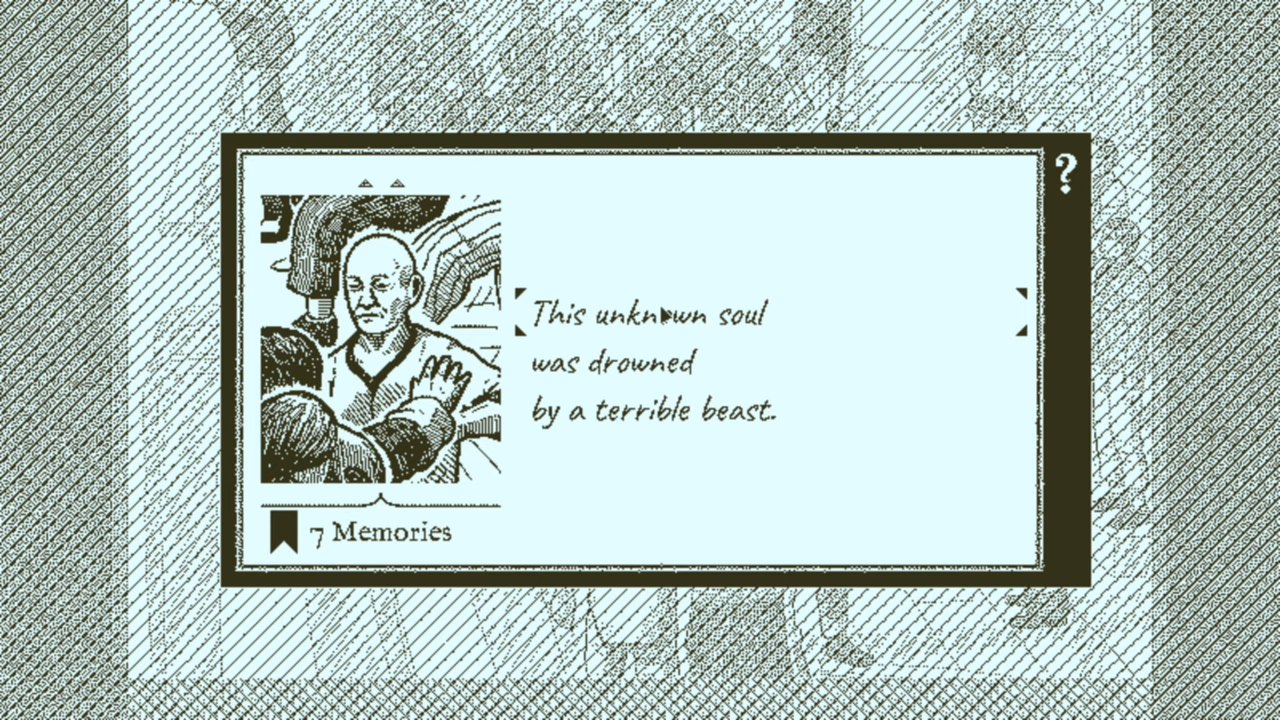 ?
This unknown soul
was drowned
by a terrible beast.
7 Memories